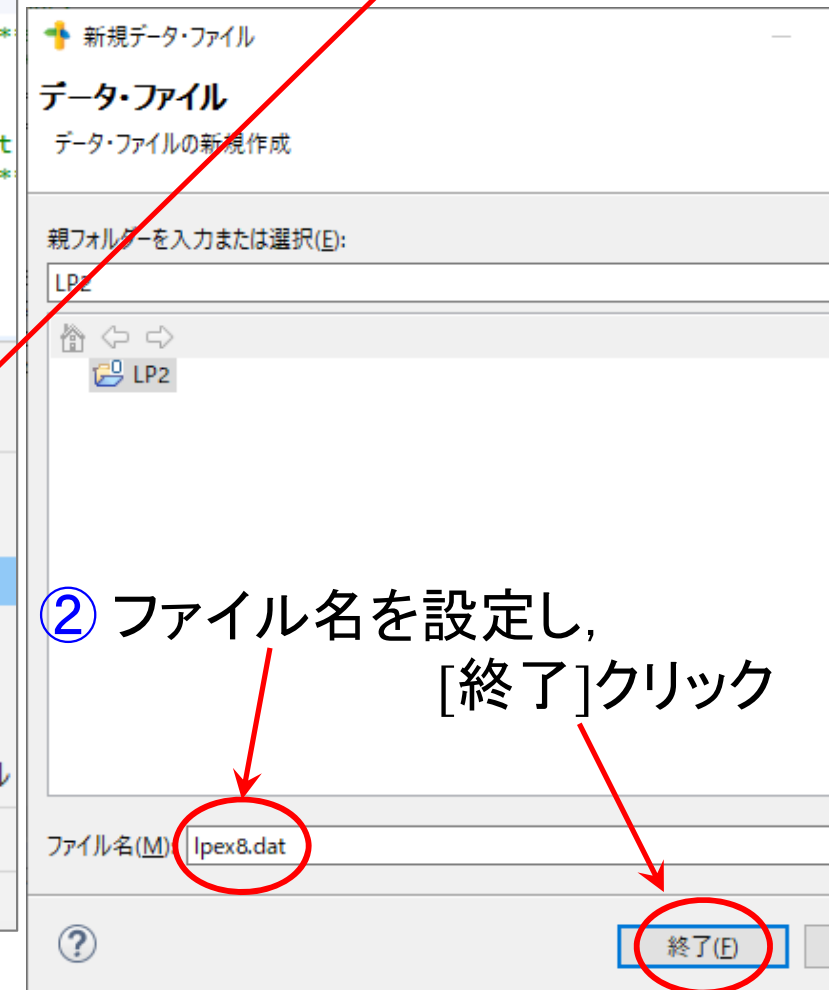 新規データ・ファイル
データ・ファイル
データ・ファイルの新規作成
親フォルダーを入力または選択(E):
LP2
LP2
② ファイル名を設定し,
[終了]クリック
ファイル名(M): lpex8.dat
終了(F)